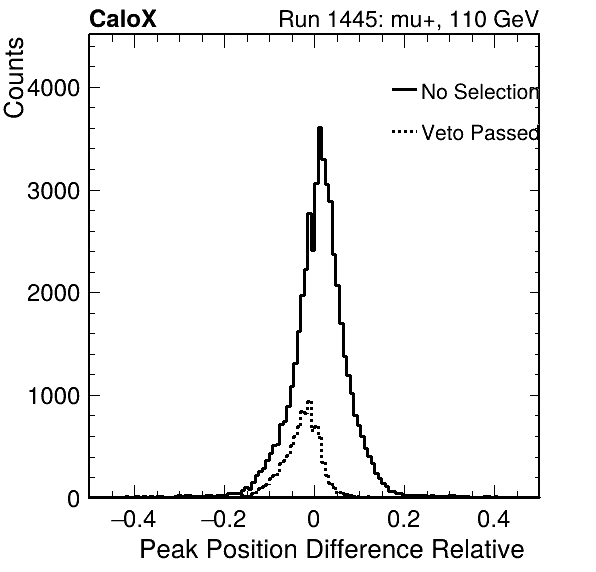 CaloX Run 1445: mu+, 110 GeV
Counts
4000
3000
2000
1000
0
No Selection
Veto Passed
−0.4 −0.2 0 0.2 0.4
Peak Position Difference Relative